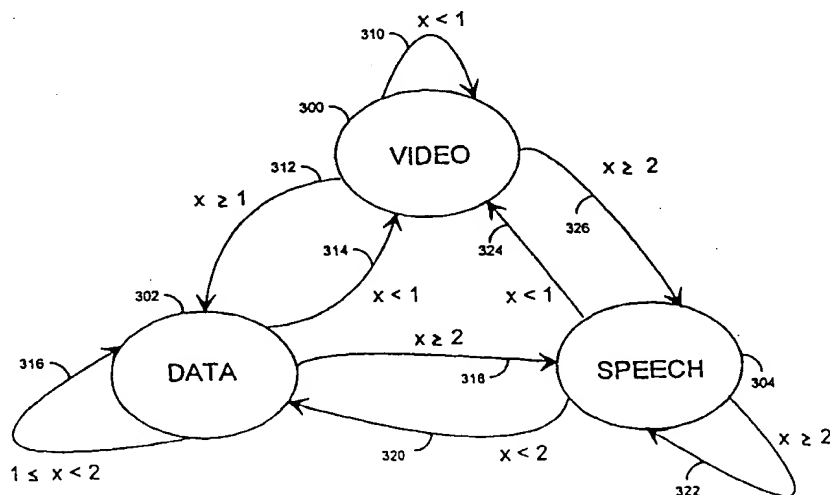 310
x < 1
300
VIDEO
312
x ≥ 1
x ≥ 2
326
314
324
302
x < 1
x < 1
316
DATA
x ≥ 2
318
SPEECH
304
1 ≤ x < 2
320
x < 2
x ≥ 2
322